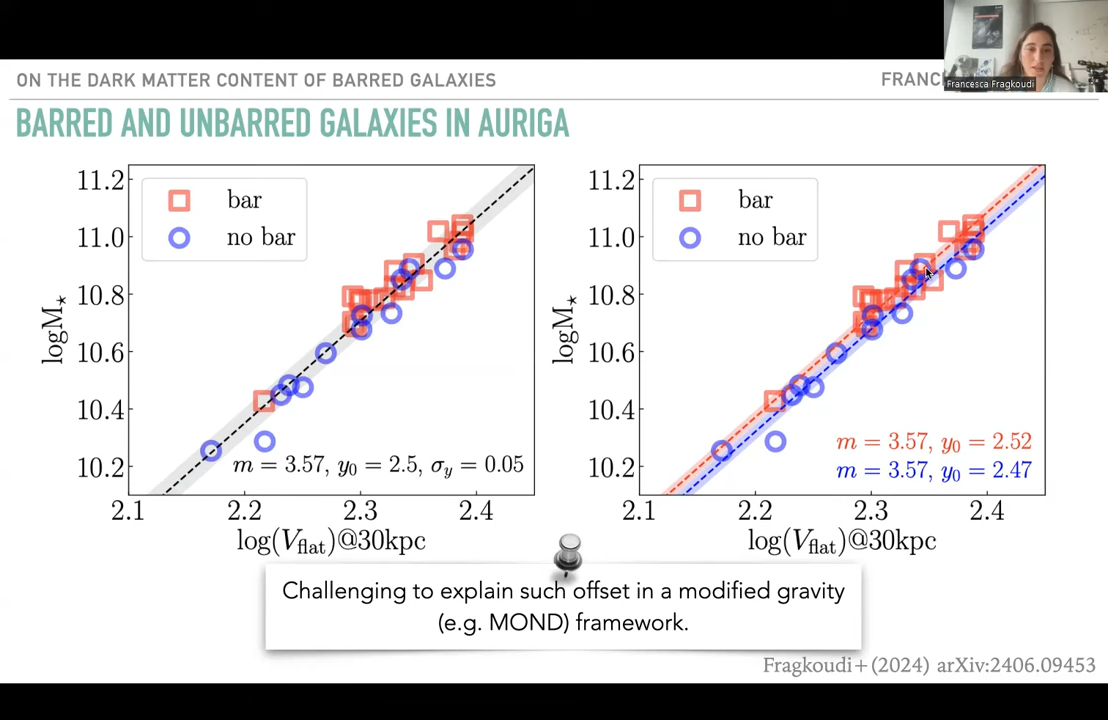 ON THE DARK MATTER CONTENT OF BARRED GALAXIES
FRANC
Francesca Fragkoudi
BARRED AND UNBARRED GALAXIES IN AURIGA
11.2
11.0
10.8
10.6
10.4
10.2
logM⋆
bar
no bar
m = 3.57, y₀ = 2.5, σᵧ = 0.05
2.1 2.2 2.3 2.4
log(V_flat)@30kpc
11.2
11.0
10.8
10.6
10.4
10.2
logM⋆
bar
no bar
m = 3.57, y₀ = 2.52
m = 3.57, y₀ = 2.47
2.1 2.2 2.3 2.4
log(V_flat)@30kpc
Challenging to explain such offset in a modified gravity
(e.g. MOND) framework.
Fragkoudi+(2024) arXiv:2406.09453